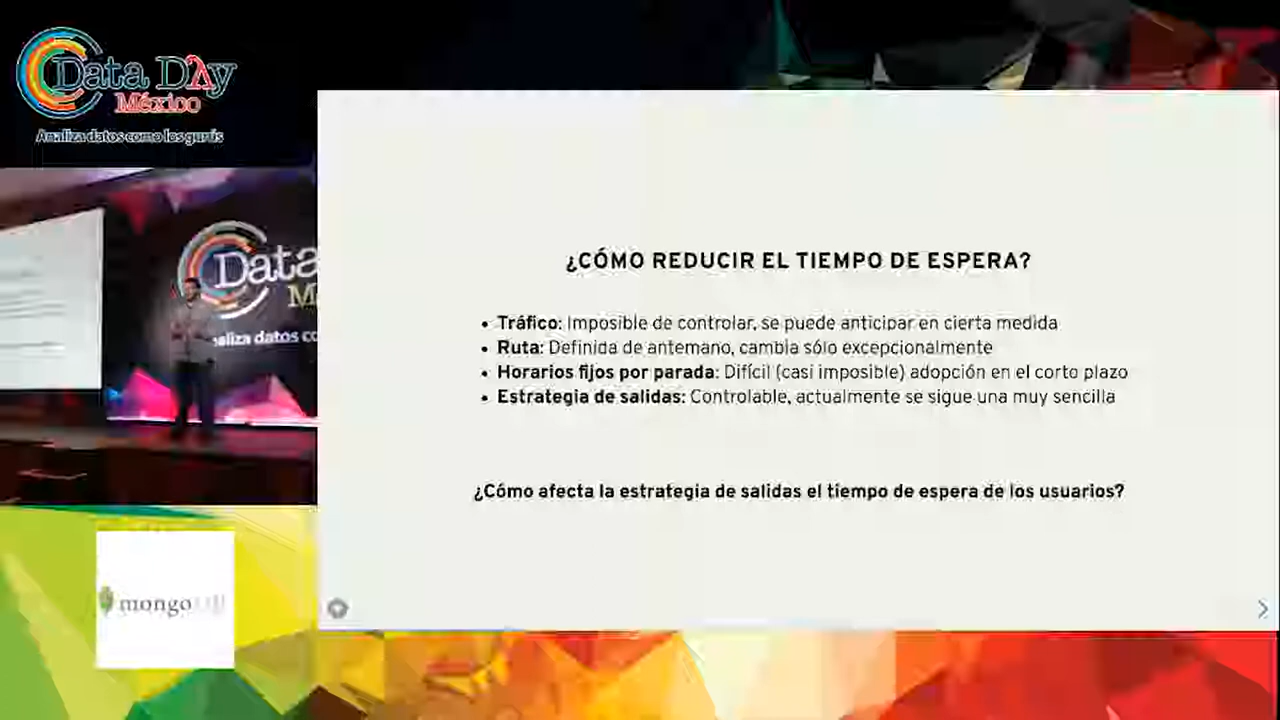 Data DAy
México
Analiza datos como los gurús
Data
M
aliza datos co
¿CÓMO REDUCIR EL TIEMPO DE ESPERA?
• Tráfico: Imposible de controlar, se puede anticipar en cierta medida
• Ruta: Definida de antemano, cambia sólo excepcionalmente
• Horarios fijos por parada: Difícil (casi imposible) adopción en el corto plazo
• Estrategia de salidas: Controlable, actualmente se sigue una muy sencilla
¿Cómo afecta la estrategia de salidas el tiempo de espera de los usuarios?
mongo